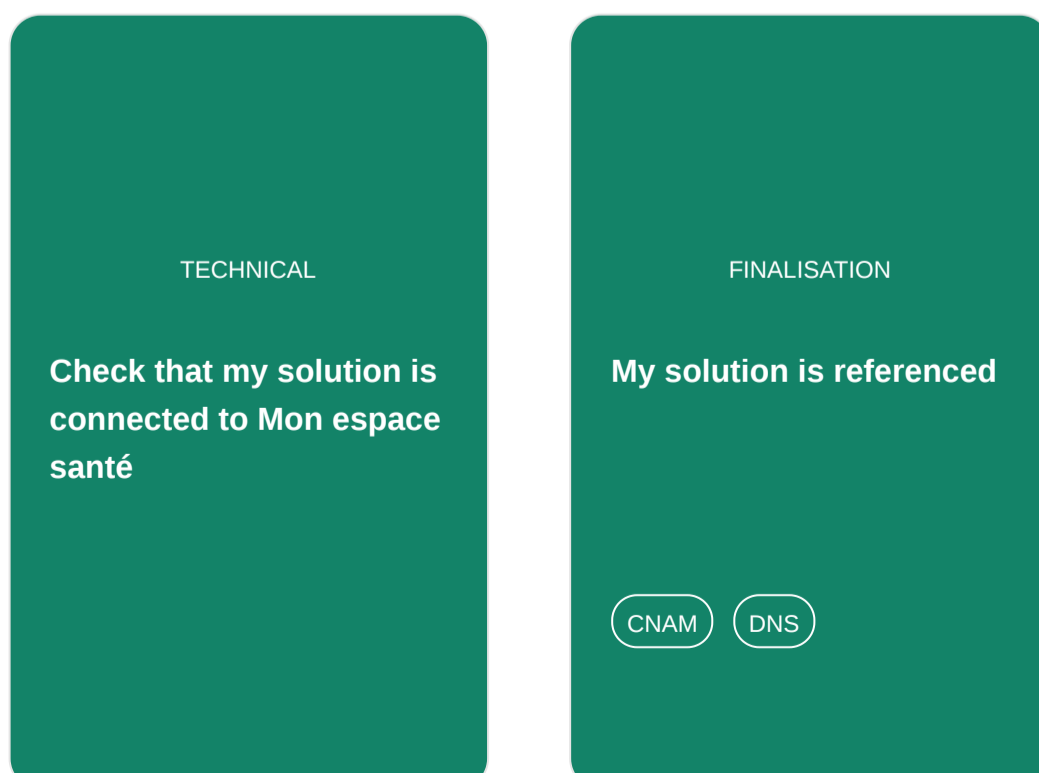 TECHNICAL
Check that my solution is
connected to Mon espace
santé
FINALISATION
My solution is referenced
CNAM DNS